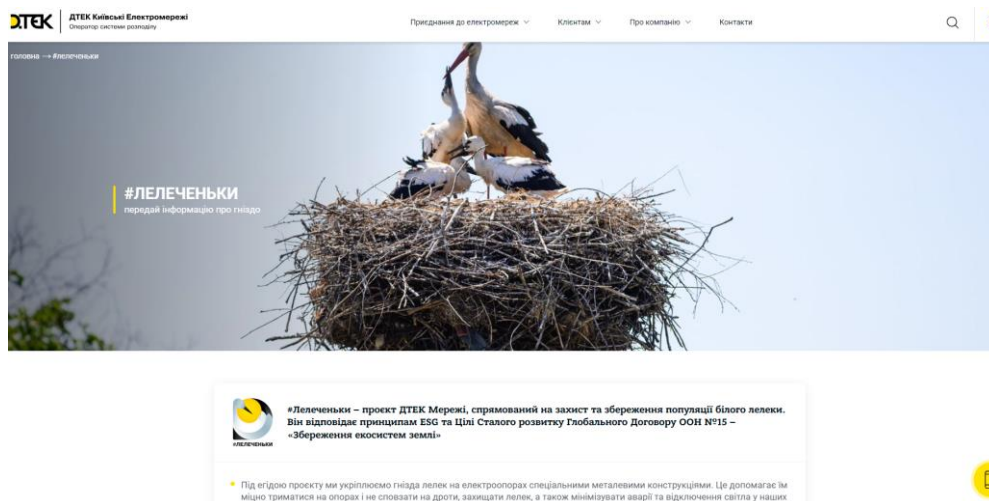 ДТЕК
ДТЕК Київські Електромережі
Оператор системи розподілу
Приєднання до електромереж
Клієнтам
Про компанію
Контакти
головна → #лелеченьки
#ЛЕЛЕЧЕНЬКИ
передай інформацію про гніздо
#Лелеченьки – проєкт ДТЕК Мережі, спрямований на захист та збереження популяції білого лелеки.
Він відповідає принципам ESG та Цілі Сталого розвитку Глобального Договору ООН №15 –
«Збереження екосистем землі»
#ЛЕЛЕЧЕНЬКИ
Під егідою проєкту ми укріплюємо гнізда лелек на електроопорах спеціальними металевими конструкціями. Це допомагає їм
міцно триматися на опорах і не сповзати на дроти, захищати лелек, а також мінімізувати аварії та відключення світла у наших